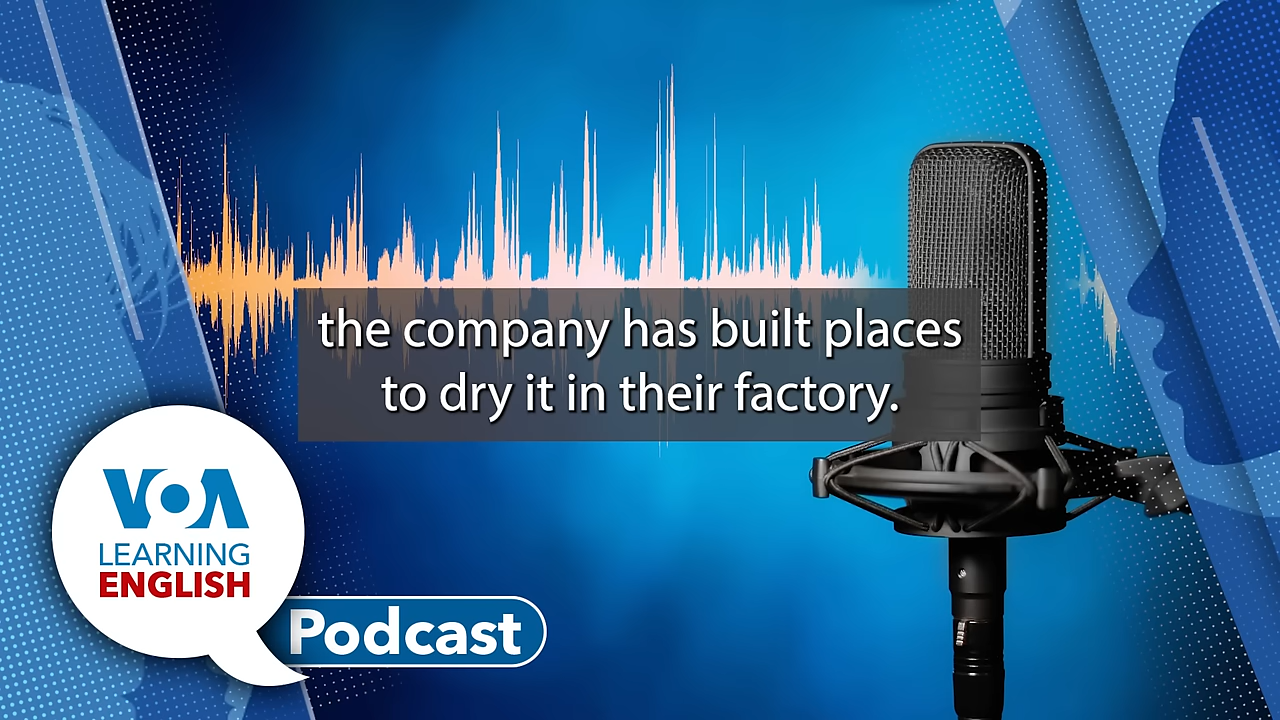 the company has built places
to dry it in their factory.
VOA
LEARNING
ENGLISH
Podcast